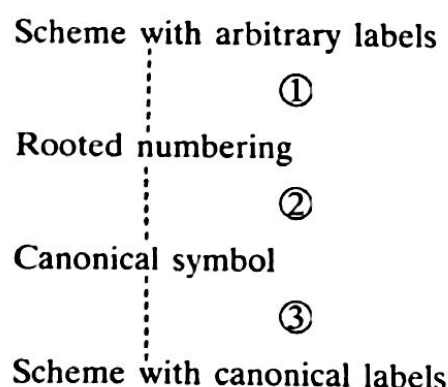 Scheme with arbitrary labels
①
Rooted numbering
②
Canonical symbol
③
Scheme with canonical labels